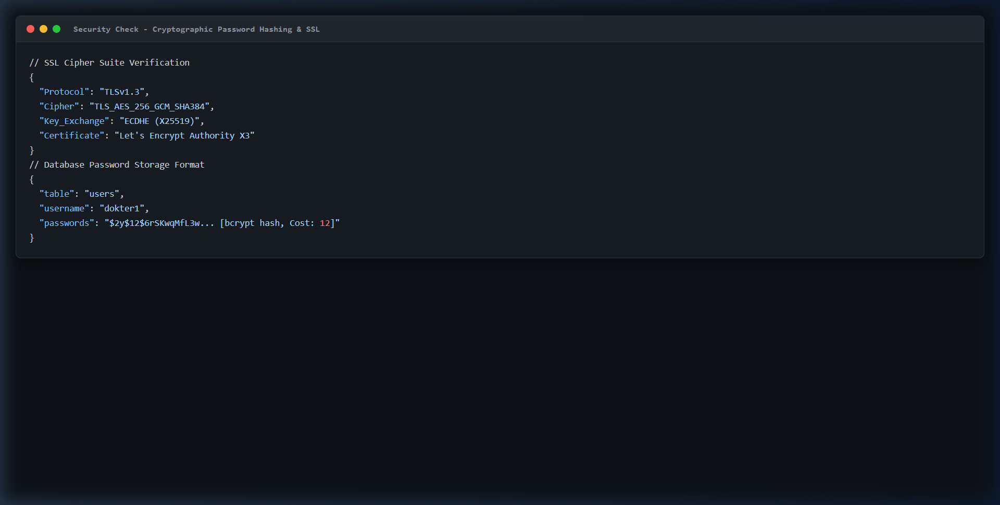 Security Check - Cryptographic Password Hashing & SSL
// SSL Cipher Suite Verification
{
  "Protocol": "TLSv1.3",
  "Cipher": "TLS_AES_256_GCM_SHA384",
  "Key_Exchange": "ECDHE (X25519)",
  "Certificate": "Let's Encrypt Authority X3"
}
// Database Password Storage Format
{
  "table": "users",
  "username": "dokter1",
  "passwords": "$2y$12$6rSKwqMfL3w... [bcrypt hash, Cost: 12]"
}